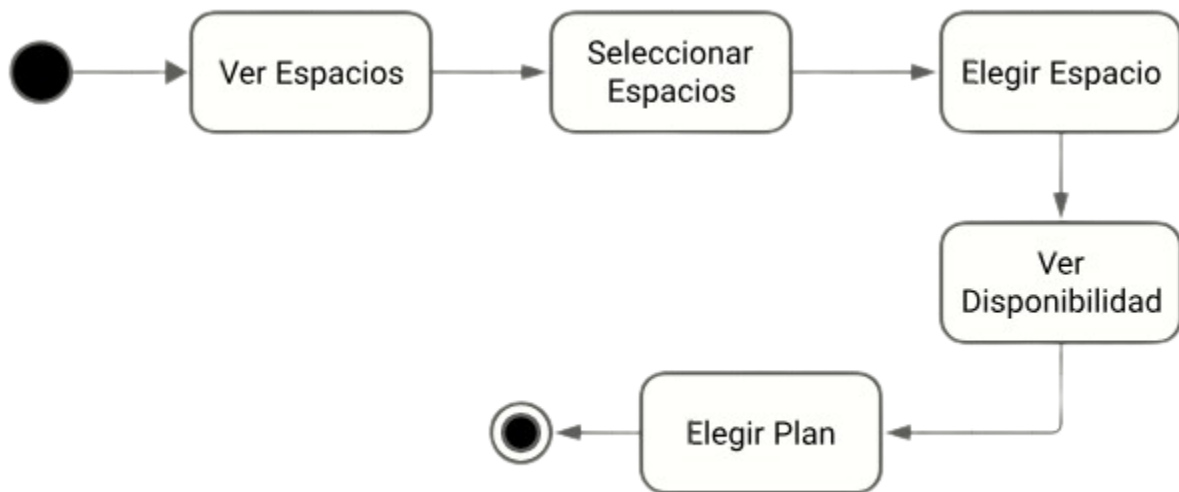 Ver Espacios
Seleccionar
Espacios
Elegir Espacio
Ver
Disponibilidad
Elegir Plan